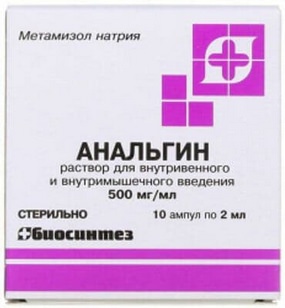 Метамизол натрия
АНАЛЬГИН
раствор для внутривенного
и внутримышечного введения
500 мг/мл
СТЕРИЛЬНО 10 ампул по 2 мл
биосинтез